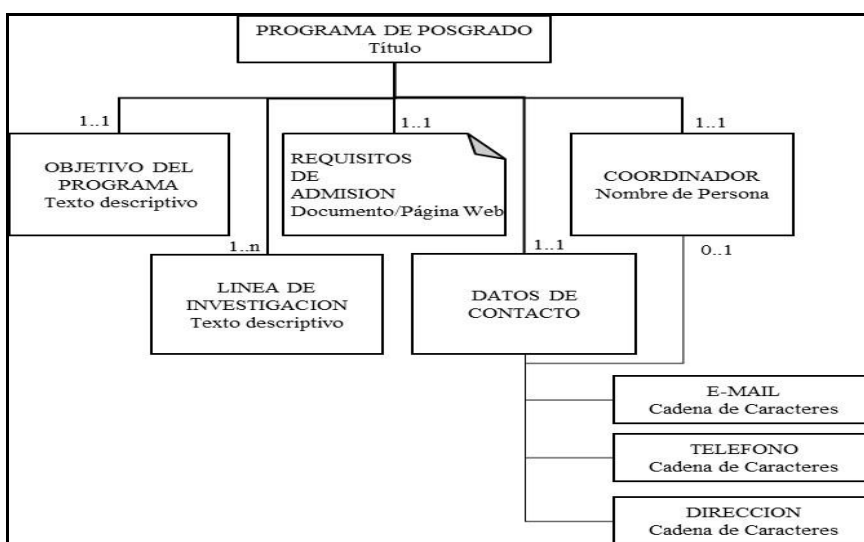 PROGRAMA DE POSGRADO
Título
1..1
1..1
1..1
OBJETIVO DEL
PROGRAMA
Texto descriptivo
REQUISITOS
DE
ADMISION
Documento/Página Web
COORDINADOR
Nombre de Persona
1..n
1..1
0..1
LINEA DE
INVESTIGACION
Texto descriptivo
DATOS DE
CONTACTO
E-MAIL
Cadena de Caracteres
TELEFONO
Cadena de Caracteres
DIRECCION
Cadena de Caracteres